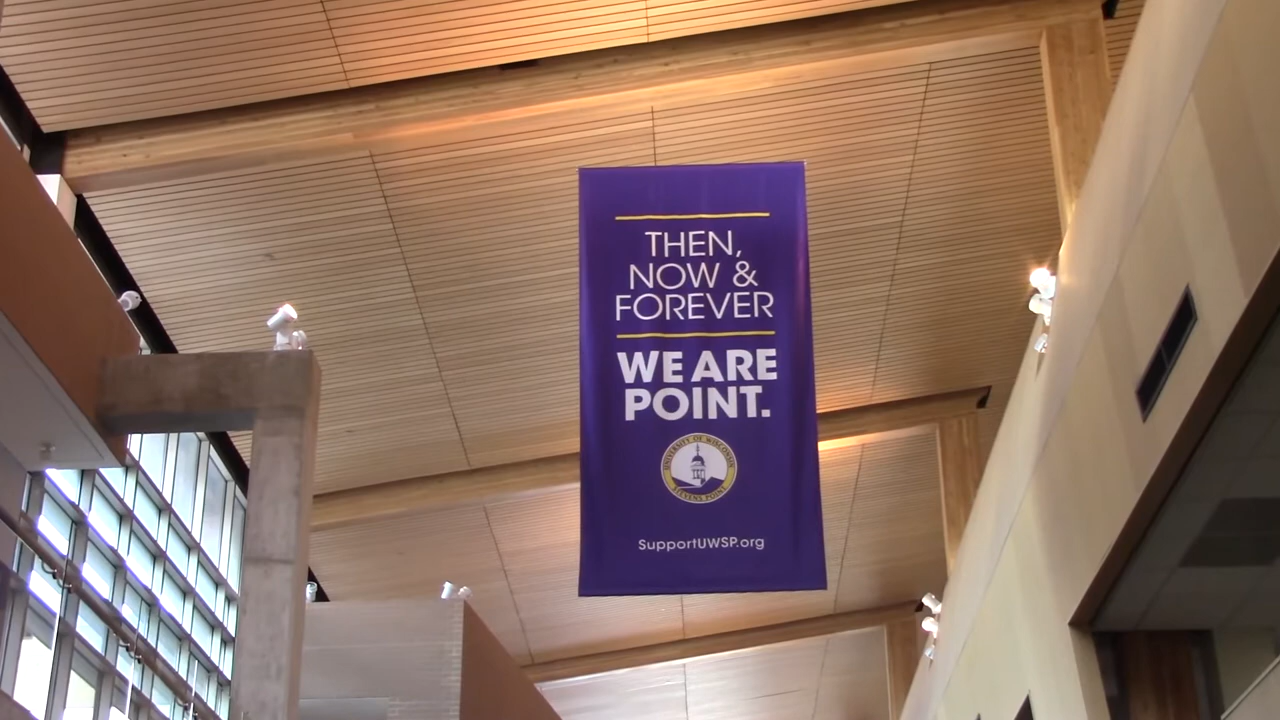 THEN,
NOW &
FOREVER
WE ARE
POINT.
UNIVERSITY OF WISCONSIN
STEVENS POINT
SupportUWSP.org